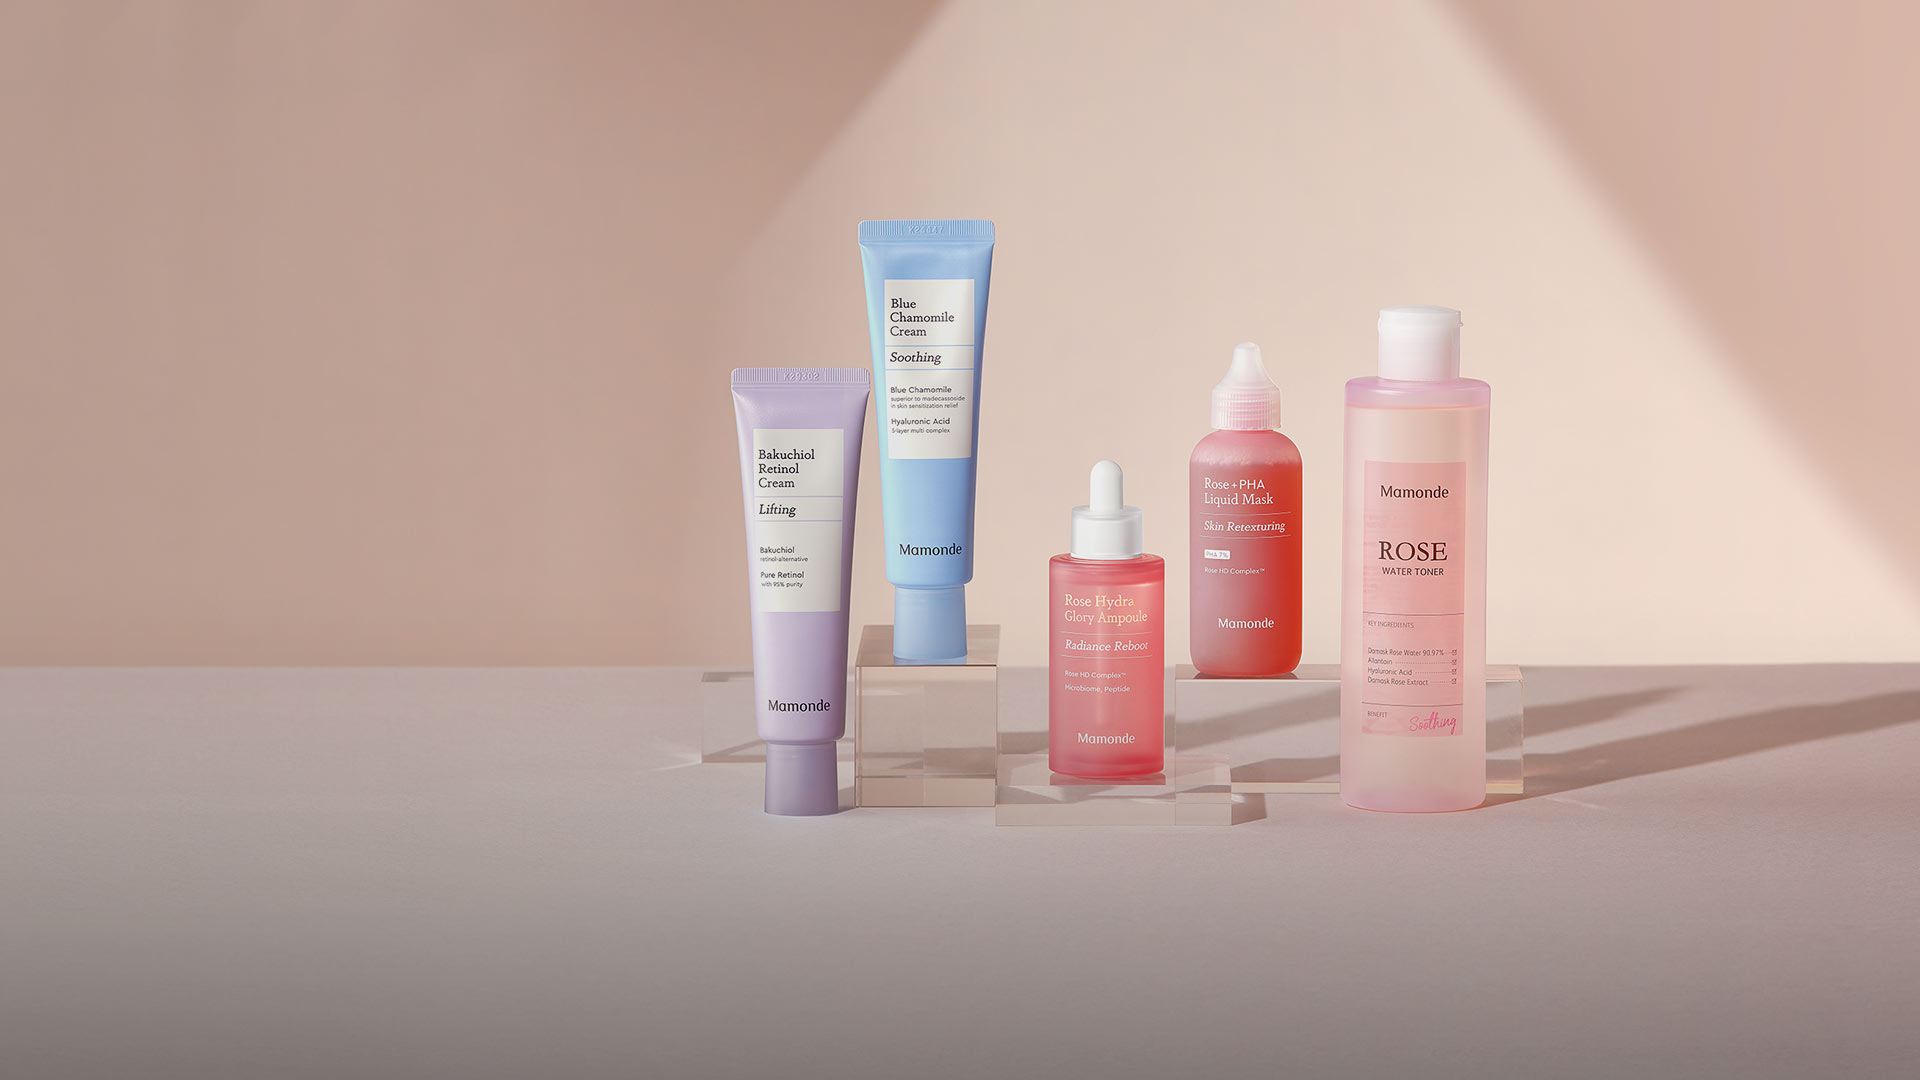 K29302
Bakuchiol
Retinol
Cream
Lifting
Bakuchiol
retinol-alternative
Pure Retinol
with 95% purity
Mamonde
Blue
Chamomile
Cream
Soothing
Blue Chamomile
superior to madecassoside
in skin sensitization relief
Hyaluronic Acid
5-layer multi complex
Mamonde
Rose Hydra
Glory Ampoule
Radiance Reboot
Rose HD Complex™
Microbiome, Peptide
Mamonde
Rose + PHA
Liquid Mask
Skin Retexturing
PHA 7%
Rose HD Complex™
Mamonde
Mamonde
ROSE
WATER TONER
KEY INGREDIENTS
Damask Rose Water 90.97%
Allantoin
Hyaluronic Acid
Damask Rose Extract
BENEFIT
Soothing